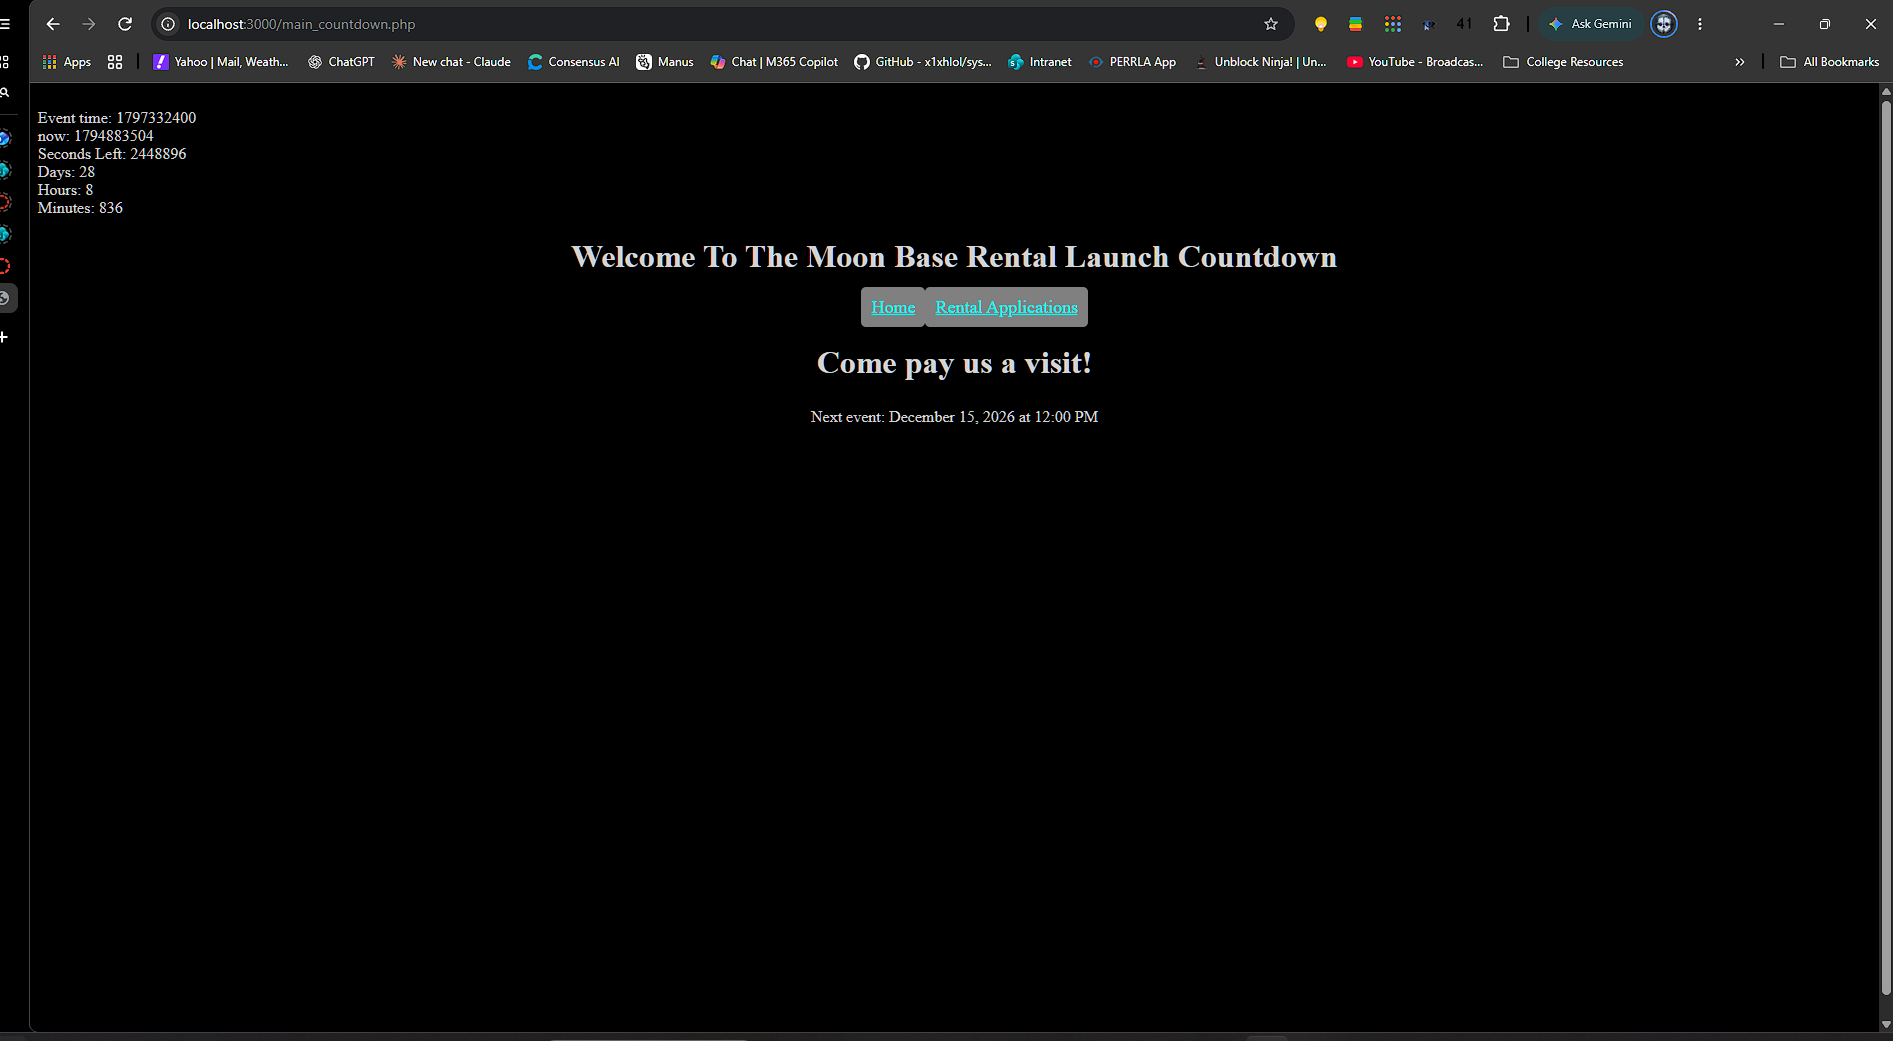 localhost:3000/main_countdown.php
41
Ask Gemini
Apps
Yahoo | Mail, Weath...
ChatGPT
New chat - Claude
Consensus AI
Manus
Chat | M365 Copilot
GitHub - x1xhlol/sys...
Intranet
PERRLA App
Unblock Ninja! | Un...
YouTube - Broadcas...
College Resources
»
All Bookmarks
Event time: 1797332400
now: 1794883504
Seconds Left: 2448896
Days: 28
Hours: 8
Minutes: 836
Welcome To The Moon Base Rental Launch Countdown
Home
Rental Applications
Come pay us a visit!
Next event: December 15, 2026 at 12:00 PM